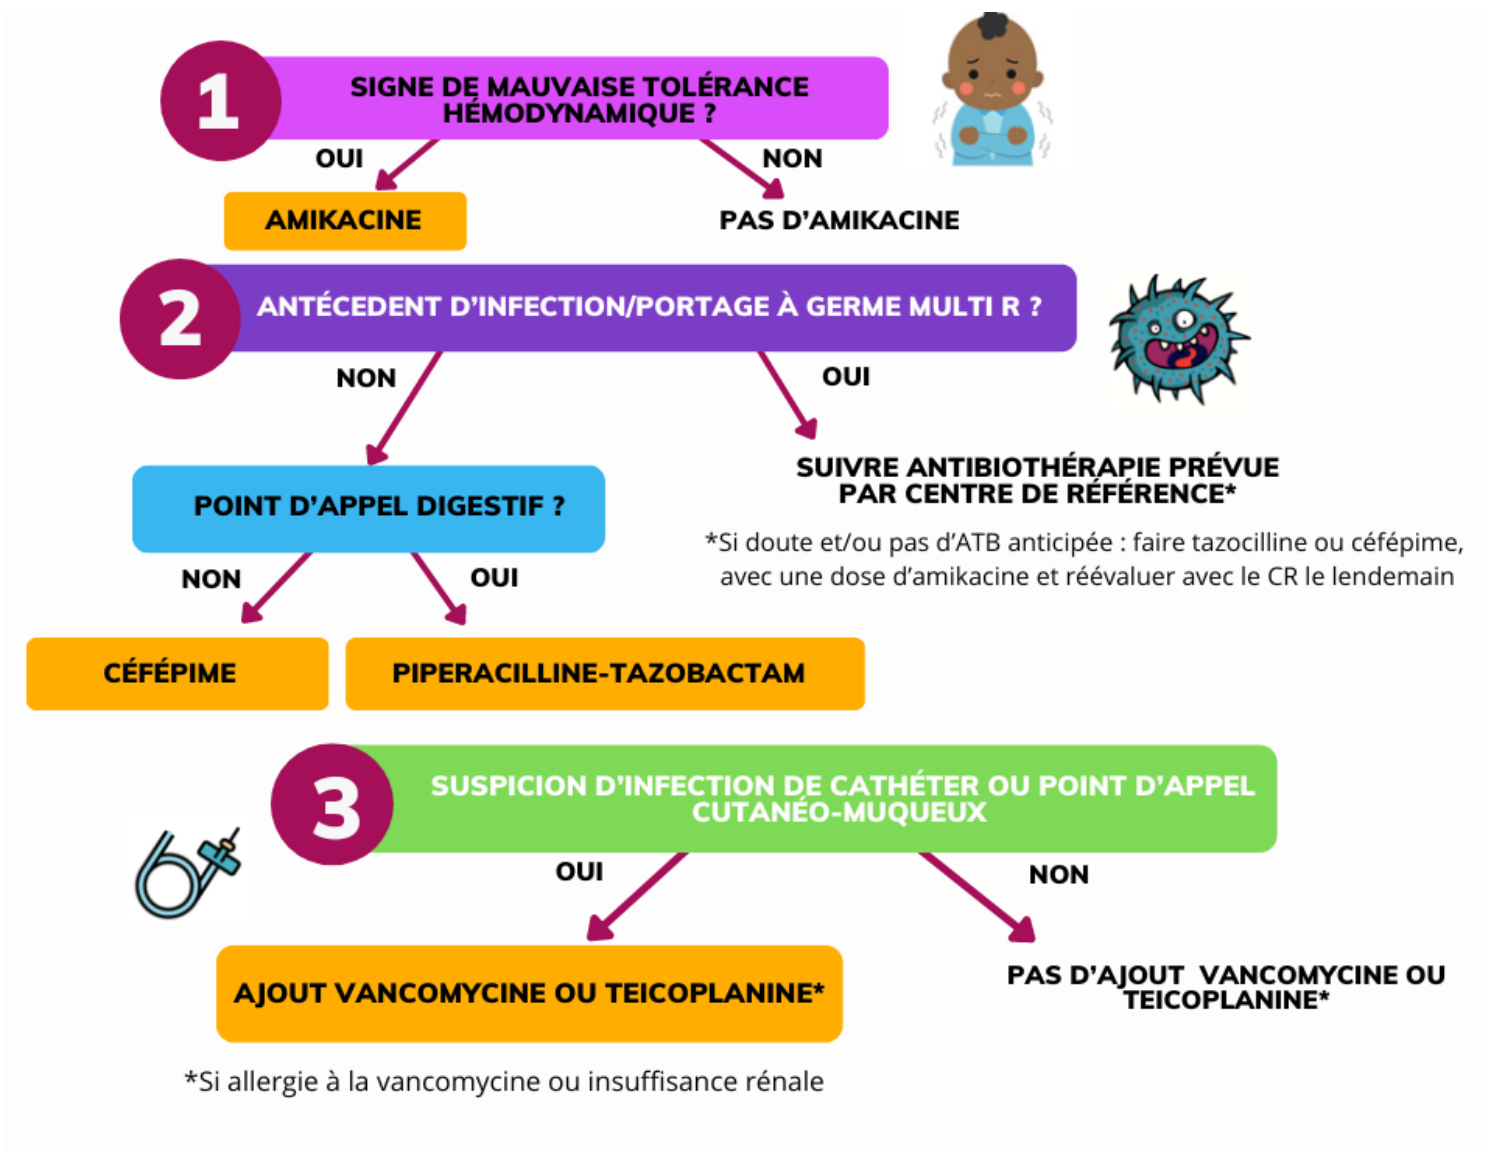 1
SIGNE DE MAUVAISE TOLÉRANCE
HÉMODYNAMIQUE ?
OUI
NON
AMIKACINE
PAS D'AMIKACINE
2
ANTÉCEDENT D'INFECTION/PORTAGE À GERME MULTI R ?
NON
OUI
SUIVRE ANTIBIOTHÉRAPIE PRÉVUE
PAR CENTRE DE RÉFÉRENCE*
POINT D'APPEL DIGESTIF ?
*Si doute et/ou pas d'ATB anticipée : faire tazocilline ou céfépime,
avec une dose d'amikacine et réévaluer avec le CR le lendemain
NON
OUI
CÉFÉPIME
PIPERACILLINE-TAZOBACTAM
3
SUSPICION D'INFECTION DE CATHÉTER OU POINT D'APPEL
CUTANÉO-MUQUEUX
OUI
NON
AJOUT VANCOMYCINE OU TEICOPLANINE*
PAS D'AJOUT VANCOMYCINE OU
TEICOPLANINE*
*Si allergie à la vancomycine ou insuffisance rénale